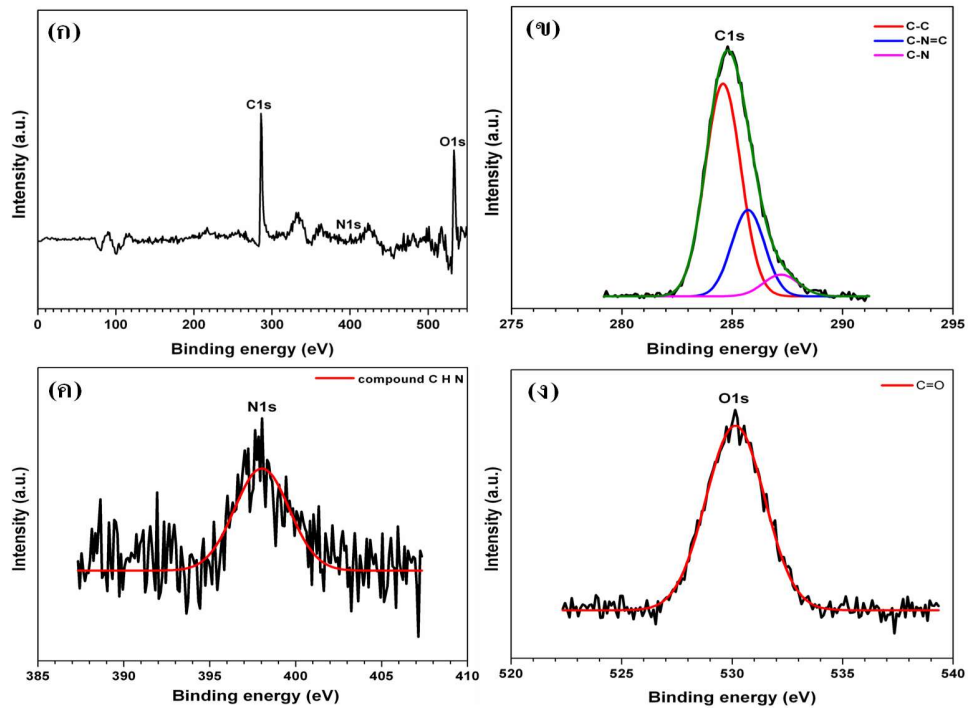 (ก)
C1s
O1s
N1s
Intensity (a.u.)
0 100 200 300 400 500
Binding energy (eV)
(ข)
C1s
C-C
C-N=C
C-N
Intensity (a.u.)
275 280 285 290 295
Binding energy (eV)
(ค)
compound C H N
N1s
Intensity (a.u.)
385 390 395 400 405 410
Binding energy (eV)
(ง)
C=O
O1s
Intensity (a.u.)
520 525 530 535 540
Binding energy (eV)